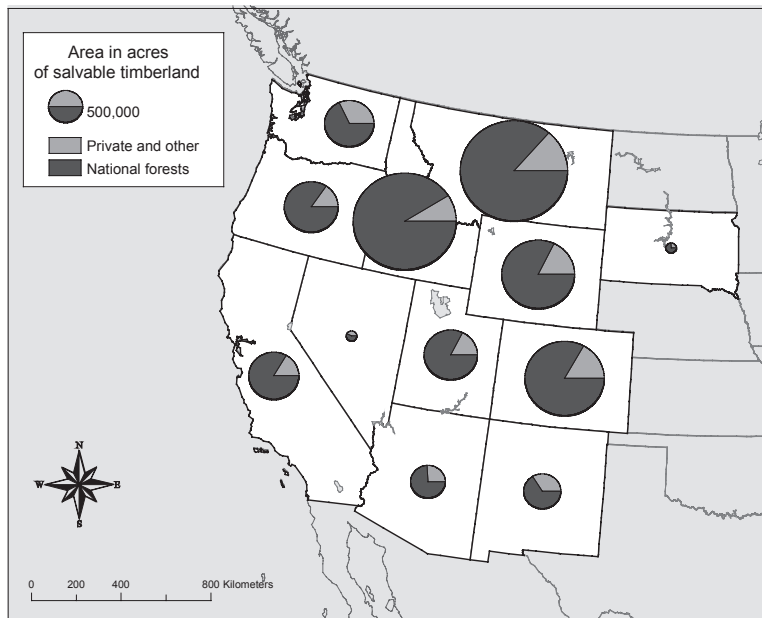 Area in acres
of salvable timberland
500,000
Private and other
National forests
N
W E
S
0 200 400 800 Kilometers